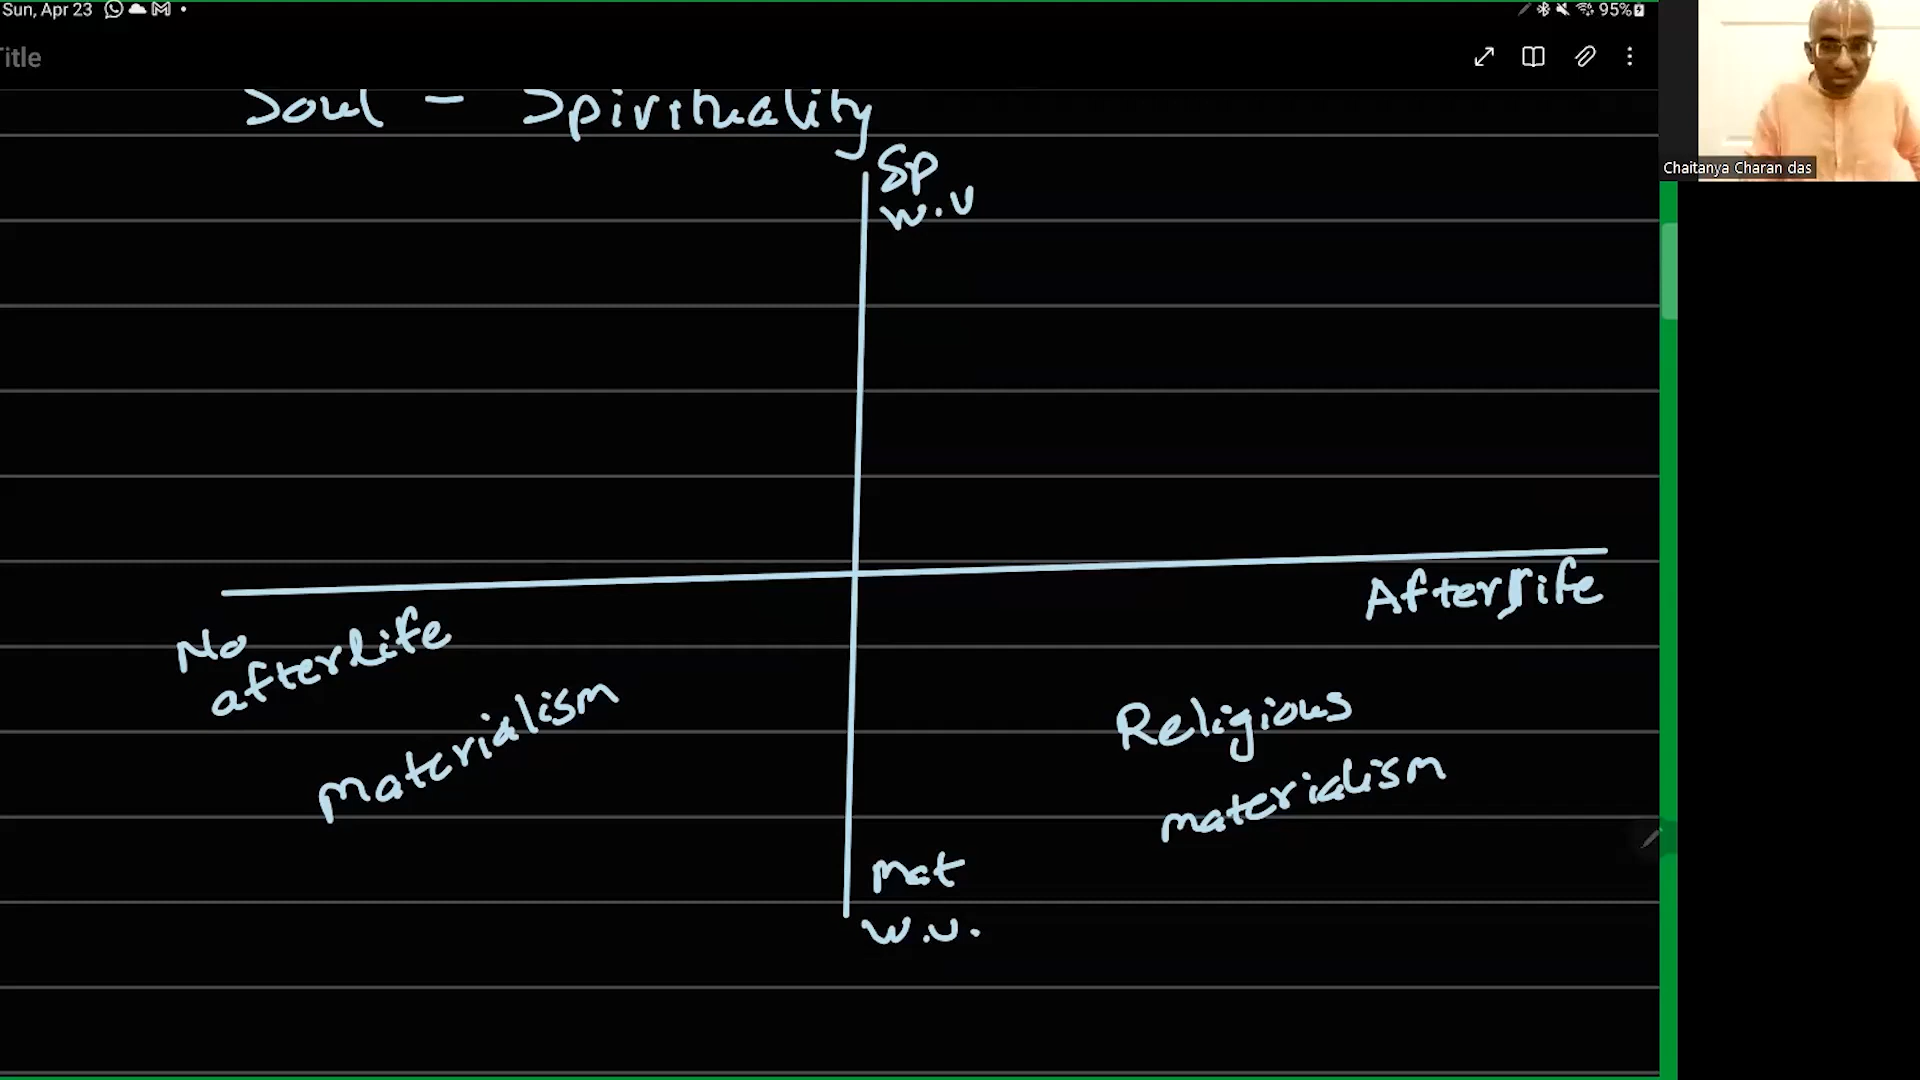 Sun, Apr 23
95%
Title
Chaitanya Charan das
Soul - Spirituality
Sp
w.v
Afterlife
No
afterlife
materialism
Religious
materialism
mat
w.v.